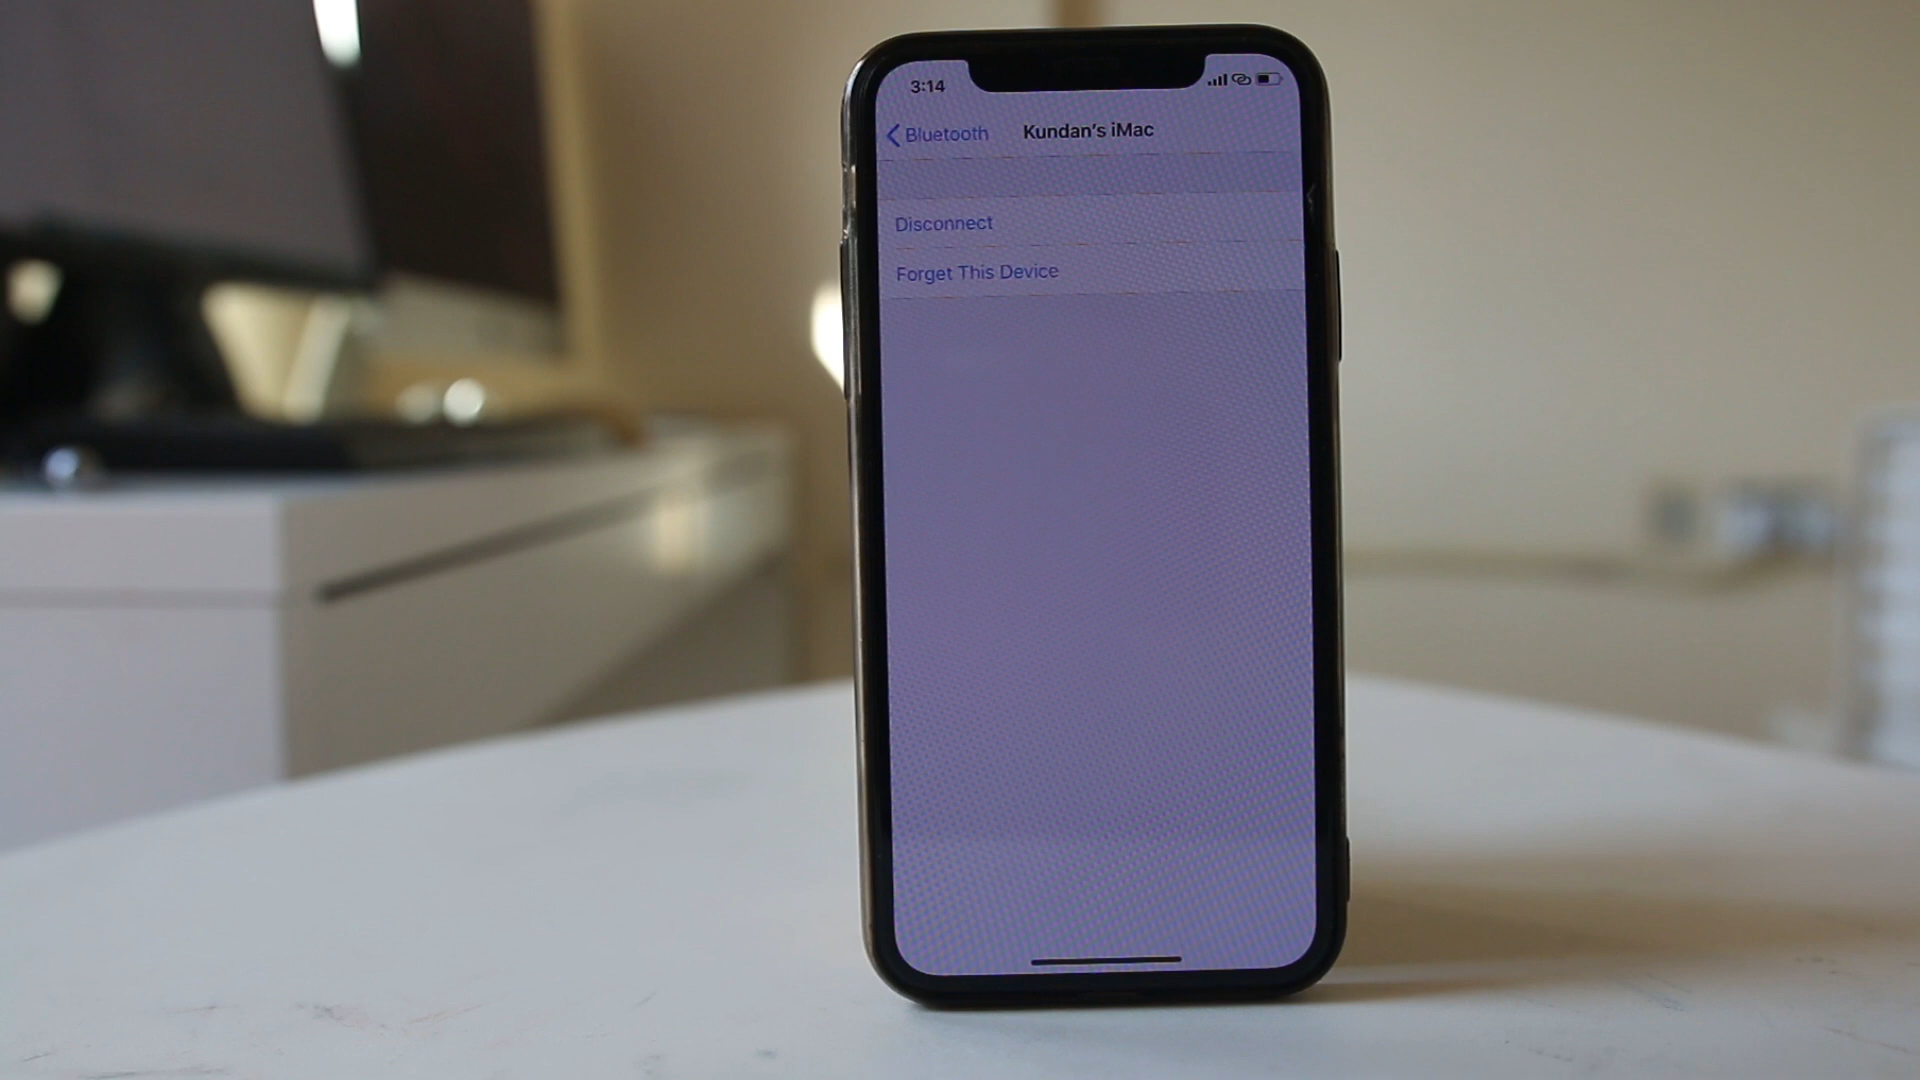 3:14
Bluetooth
Kundan's iMac
Disconnect
Forget This Device